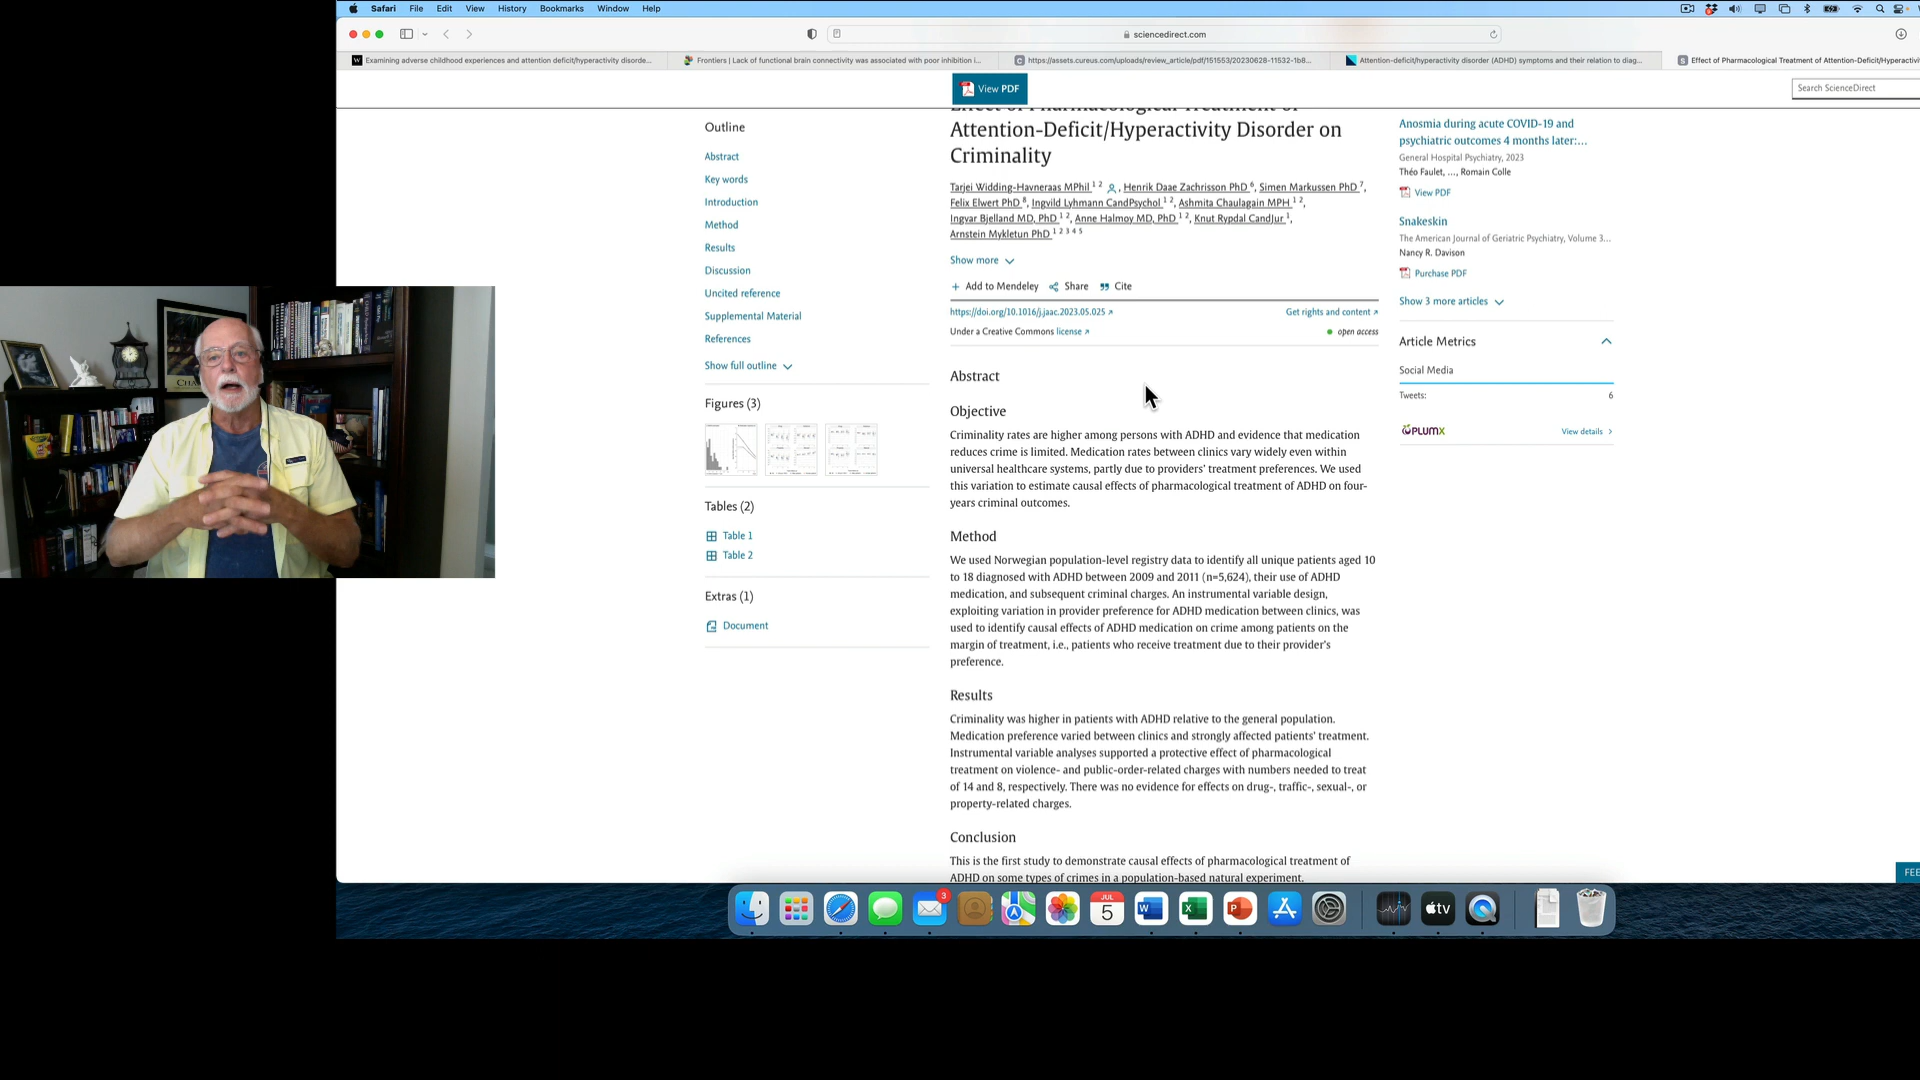 Safari File Edit View History Bookmarks Window Help
sciencedirect.com
Examining adverse childhood experiences and attention deficit/hyperactivity disorde...
Frontiers | Lack of functional brain connectivity was associated with poor inhibition i...
https://assets.cureus.com/uploads/review_article/pdf/151553/20230628-11532-1b8...
Attention-deficit/hyperactivity disorder (ADHD) symptoms and their relation to diag...
Effect of Pharmacological Treatment of Attention-Deficit/Hyperactivi
View PDF
Search ScienceDirect
Outline
Abstract
Key words
Introduction
Method
Results
Discussion
Uncited reference
Supplemental Material
References
Show full outline
Figures (3)
Tables (2)
Table 1
Table 2
Extras (1)
Document
Effect of Pharmacological Treatment of
Attention-Deficit/Hyperactivity Disorder on
Criminality
Tarjei Widding-Havneraas MPhil 1 2, Henrik Daae Zachrisson PhD 6, Simen Markussen PhD 7,
Felix Elwert PhD 8, Ingvild Lyhmann CandPsychol 1 2, Ashmita Chaulagain MPH 1 2,
Ingvar Bjelland MD, PhD 1 2, Anne Halmoy MD, PhD 1 2, Knut Rypdal CandJur 1,
Arnstein Mykletun PhD 1 2 3 4 5
Show more
+ Add to Mendeley Share Cite
https://doi.org/10.1016/j.jaac.2023.05.025 Get rights and content
Under a Creative Commons license open access
Abstract
Objective
Criminality rates are higher among persons with ADHD and evidence that medication
reduces crime is limited. Medication rates between clinics vary widely even within
universal healthcare systems, partly due to providers' treatment preferences. We used
this variation to estimate causal effects of pharmacological treatment of ADHD on four-
years criminal outcomes.
Method
We used Norwegian population-level registry data to identify all unique patients aged 10
to 18 diagnosed with ADHD between 2009 and 2011 (n=5,624), their use of ADHD
medication, and subsequent criminal charges. An instrumental variable design,
exploiting variation in provider preference for ADHD medication between clinics, was
used to identify causal effects of ADHD medication on crime among patients on the
margin of treatment, i.e., patients who receive treatment due to their provider's
preference.
Results
Criminality was higher in patients with ADHD relative to the general population.
Medication preference varied between clinics and strongly affected patients' treatment.
Instrumental variable analyses supported a protective effect of pharmacological
treatment on violence- and public-order-related charges with numbers needed to treat
of 14 and 8, respectively. There was no evidence for effects on drug-, traffic-, sexual-, or
property-related charges.
Conclusion
This is the first study to demonstrate causal effects of pharmacological treatment of
ADHD on some types of crimes in a population-based natural experiment.
Anosmia during acute COVID-19 and
psychiatric outcomes 4 months later:...
General Hospital Psychiatry, 2023
Théo Faulet, ..., Romain Colle
View PDF
Snakeskin
The American Journal of Geriatric Psychiatry, Volume 3...
Nancy R. Davison
Purchase PDF
Show 3 more articles
Article Metrics
Social Media
Tweets: 6
PLUMX View details
FEE
3
JUL
5
tv